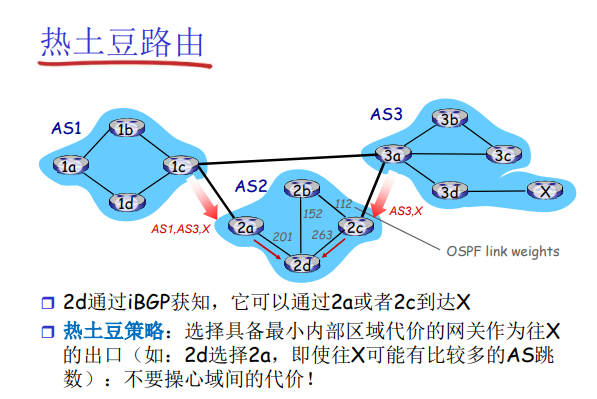 热土豆路由
AS1
1b
1a
1c
1d
AS1,AS3,X
AS2
2b
2a
2c
2d
152
112
201
263
AS3
3b
3a
3c
3d
X
AS3,X
OSPF link weights
2d通过iBGP获知，它可以通过2a或者2c到达X
热土豆策略：选择具备最小内部区域代价的网关作为往X
的出口（如：2d选择2a，即使往X可能有比较多的AS跳
数）：不要操心域间的代价！